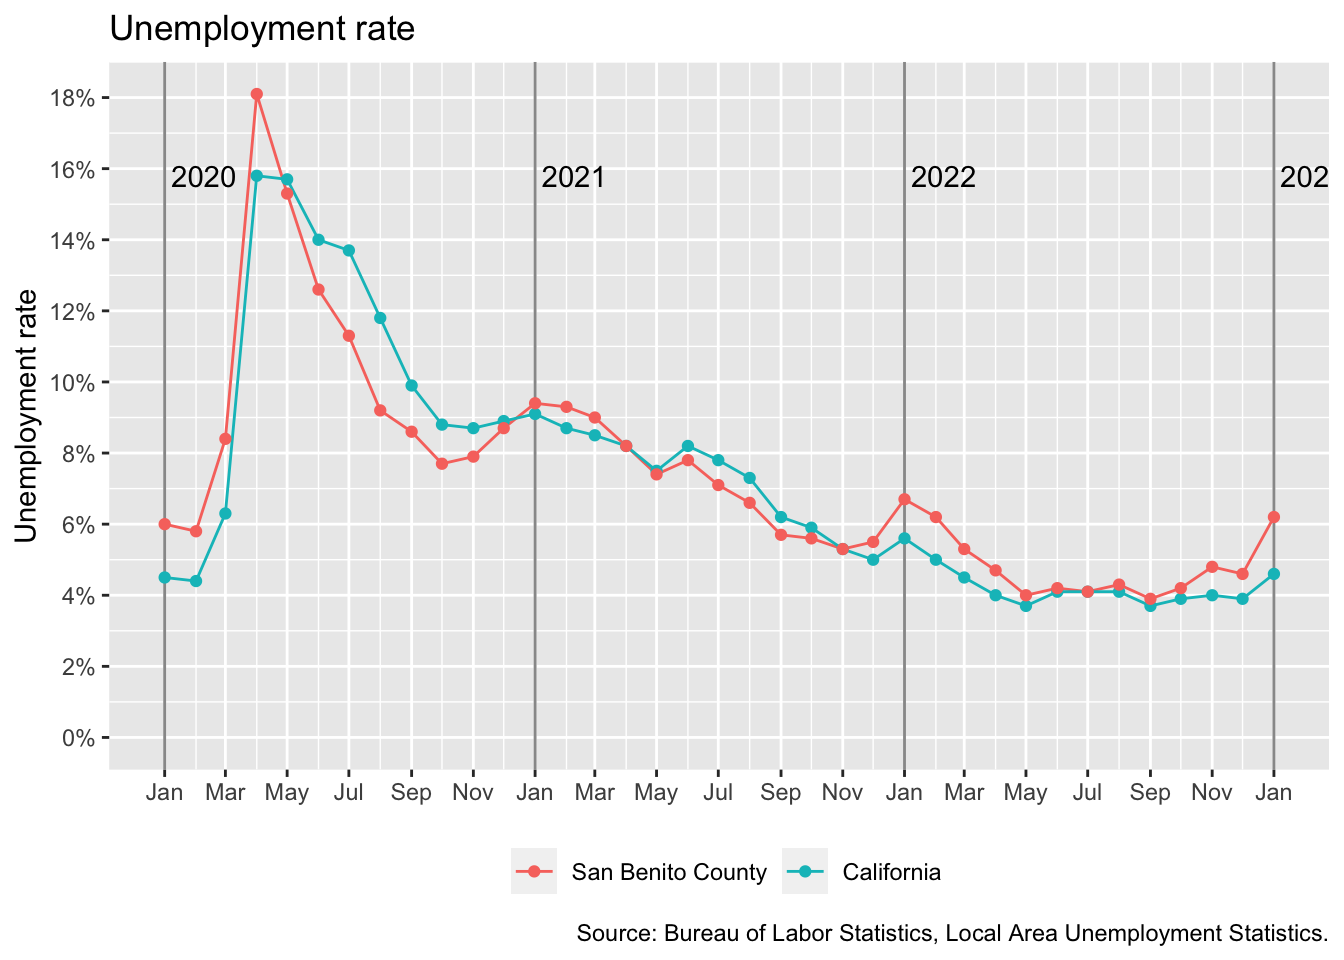 Unemployment rate
Unemployment rate
18%
16%
14%
12%
10%
8%
6%
4%
2%
0%
2020 2021 2022 202
Jan Mar May Jul Sep Nov Jan Mar May Jul Sep Nov Jan Mar May Jul Sep Nov Jan
San Benito County California
Source: Bureau of Labor Statistics, Local Area Unemployment Statistics.